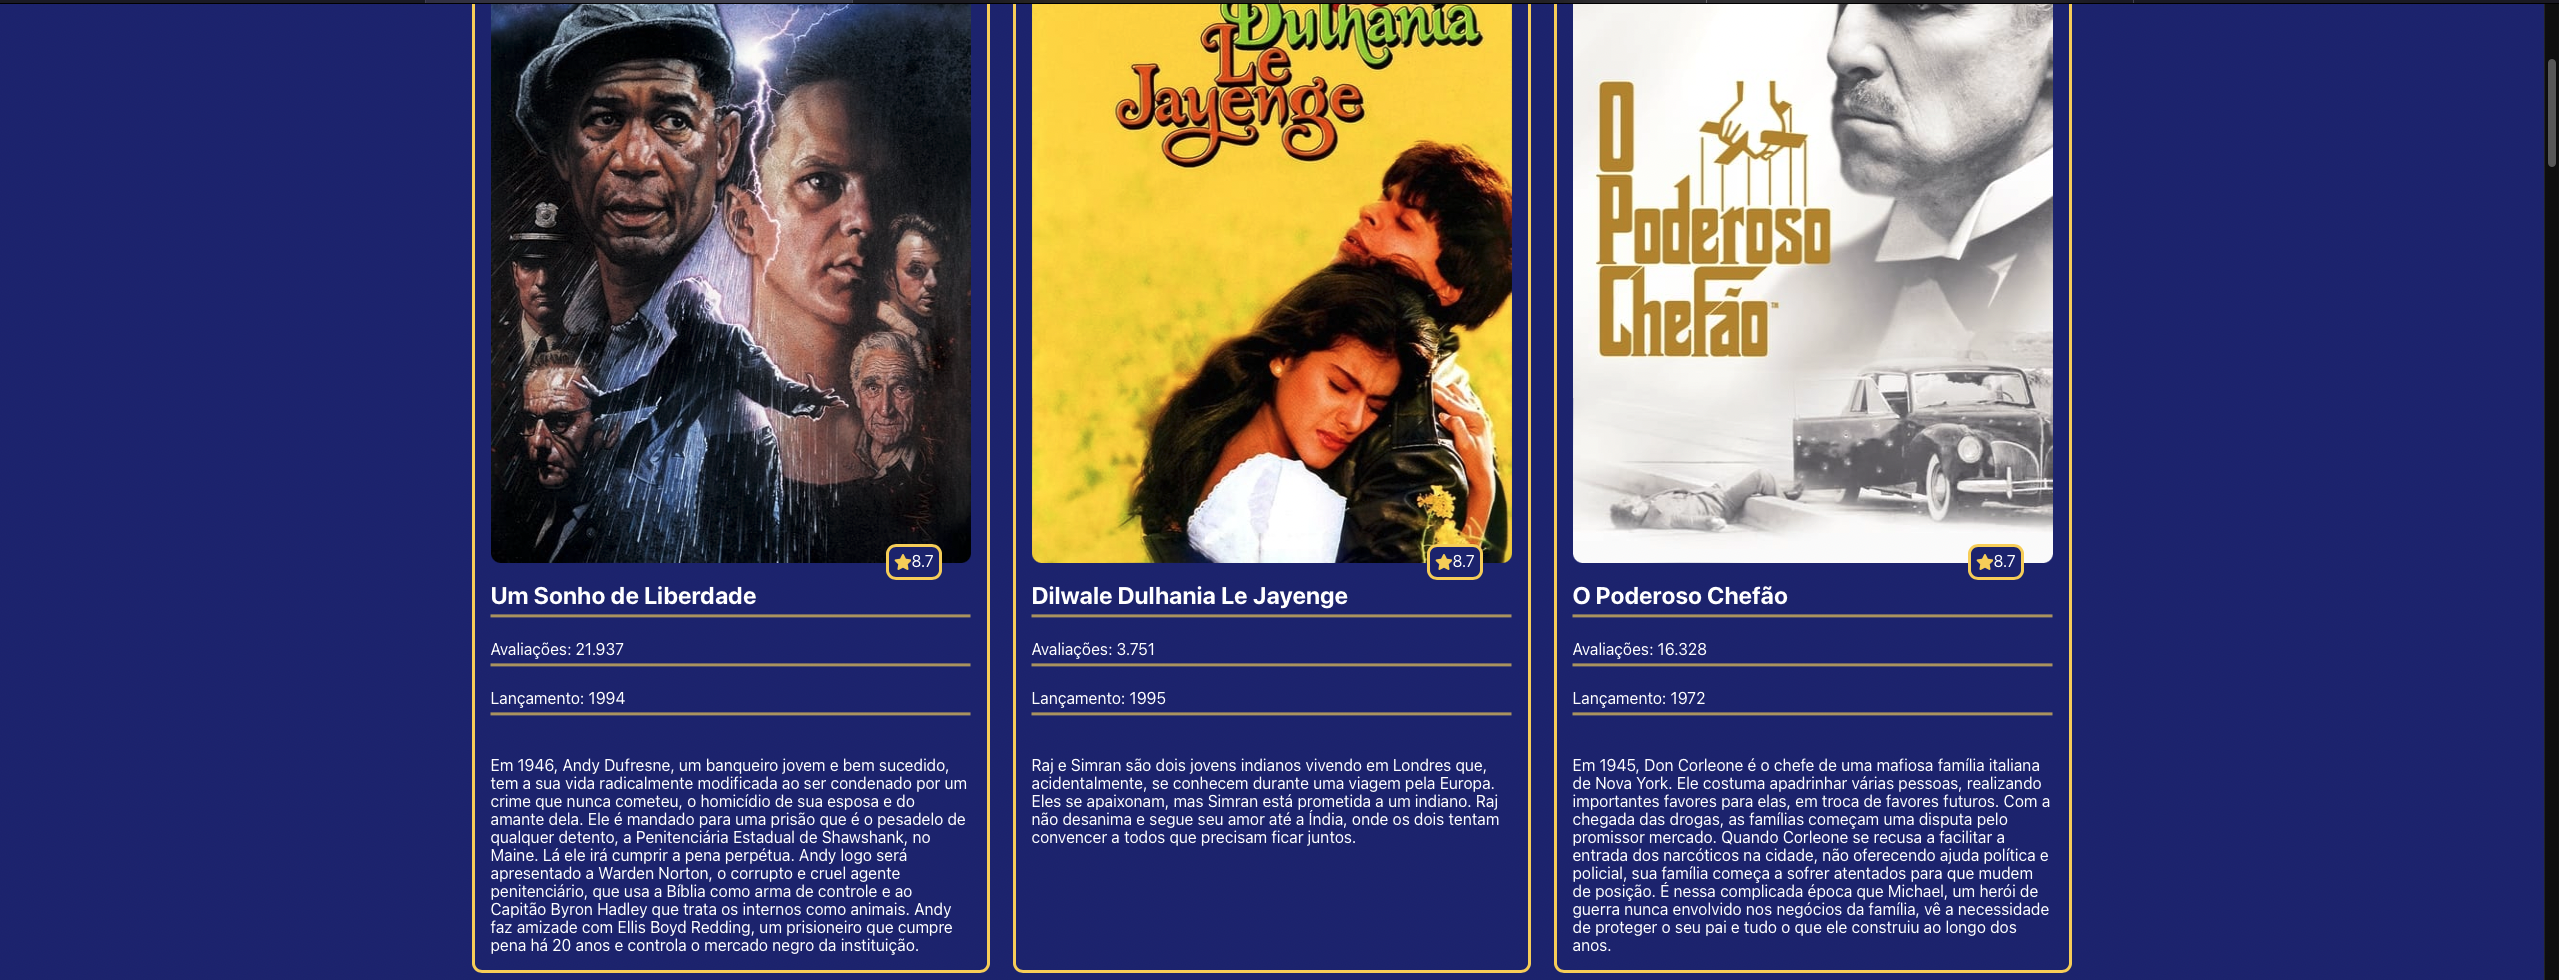 Dulhania
Le
Jayenge
O
Poderoso
Chefão™
8.7
8.7
8.7
Um Sonho de Liberdade
Avaliações: 21.937
Lançamento: 1994
Em 1946, Andy Dufresne, um banqueiro jovem e bem sucedido,
tem a sua vida radicalmente modificada ao ser condenado por um
crime que nunca cometeu, o homicídio de sua esposa e do
amante dela. Ele é mandado para uma prisão que é o pesadelo de
qualquer detento, a Penitenciária Estadual de Shawshank, no
Maine. Lá ele irá cumprir a pena perpétua. Andy logo será
apresentado a Warden Norton, o corrupto e cruel agente
penitenciário, que usa a Bíblia como arma de controle e ao
Capitão Byron Hadley que trata os internos como animais. Andy
faz amizade com Ellis Boyd Redding, um prisioneiro que cumpre
pena há 20 anos e controla o mercado negro da instituição.
Dilwale Dulhania Le Jayenge
Avaliações: 3.751
Lançamento: 1995
Raj e Simran são dois jovens indianos vivendo em Londres que,
acidentalmente, se conhecem durante uma viagem pela Europa.
Eles se apaixonam, mas Simran está prometida a um indiano. Raj
não desanima e segue seu amor até a Índia, onde os dois tentam
convencer a todos que precisam ficar juntos.
O Poderoso Chefão
Avaliações: 16.328
Lançamento: 1972
Em 1945, Don Corleone é o chefe de uma mafiosa família italiana
de Nova York. Ele costuma apadrinhar várias pessoas, realizando
importantes favores para elas, em troca de favores futuros. Com a
chegada das drogas, as famílias começam uma disputa pelo
promissor mercado. Quando Corleone se recusa a facilitar a
entrada dos narcóticos na cidade, não oferecendo ajuda política e
policial, sua família começa a sofrer atentados para que mudem
de posição. É nessa complicada época que Michael, um herói de
guerra nunca envolvido nos negócios da família, vê a necessidade
de proteger o seu pai e tudo o que ele construiu ao longo dos
anos.